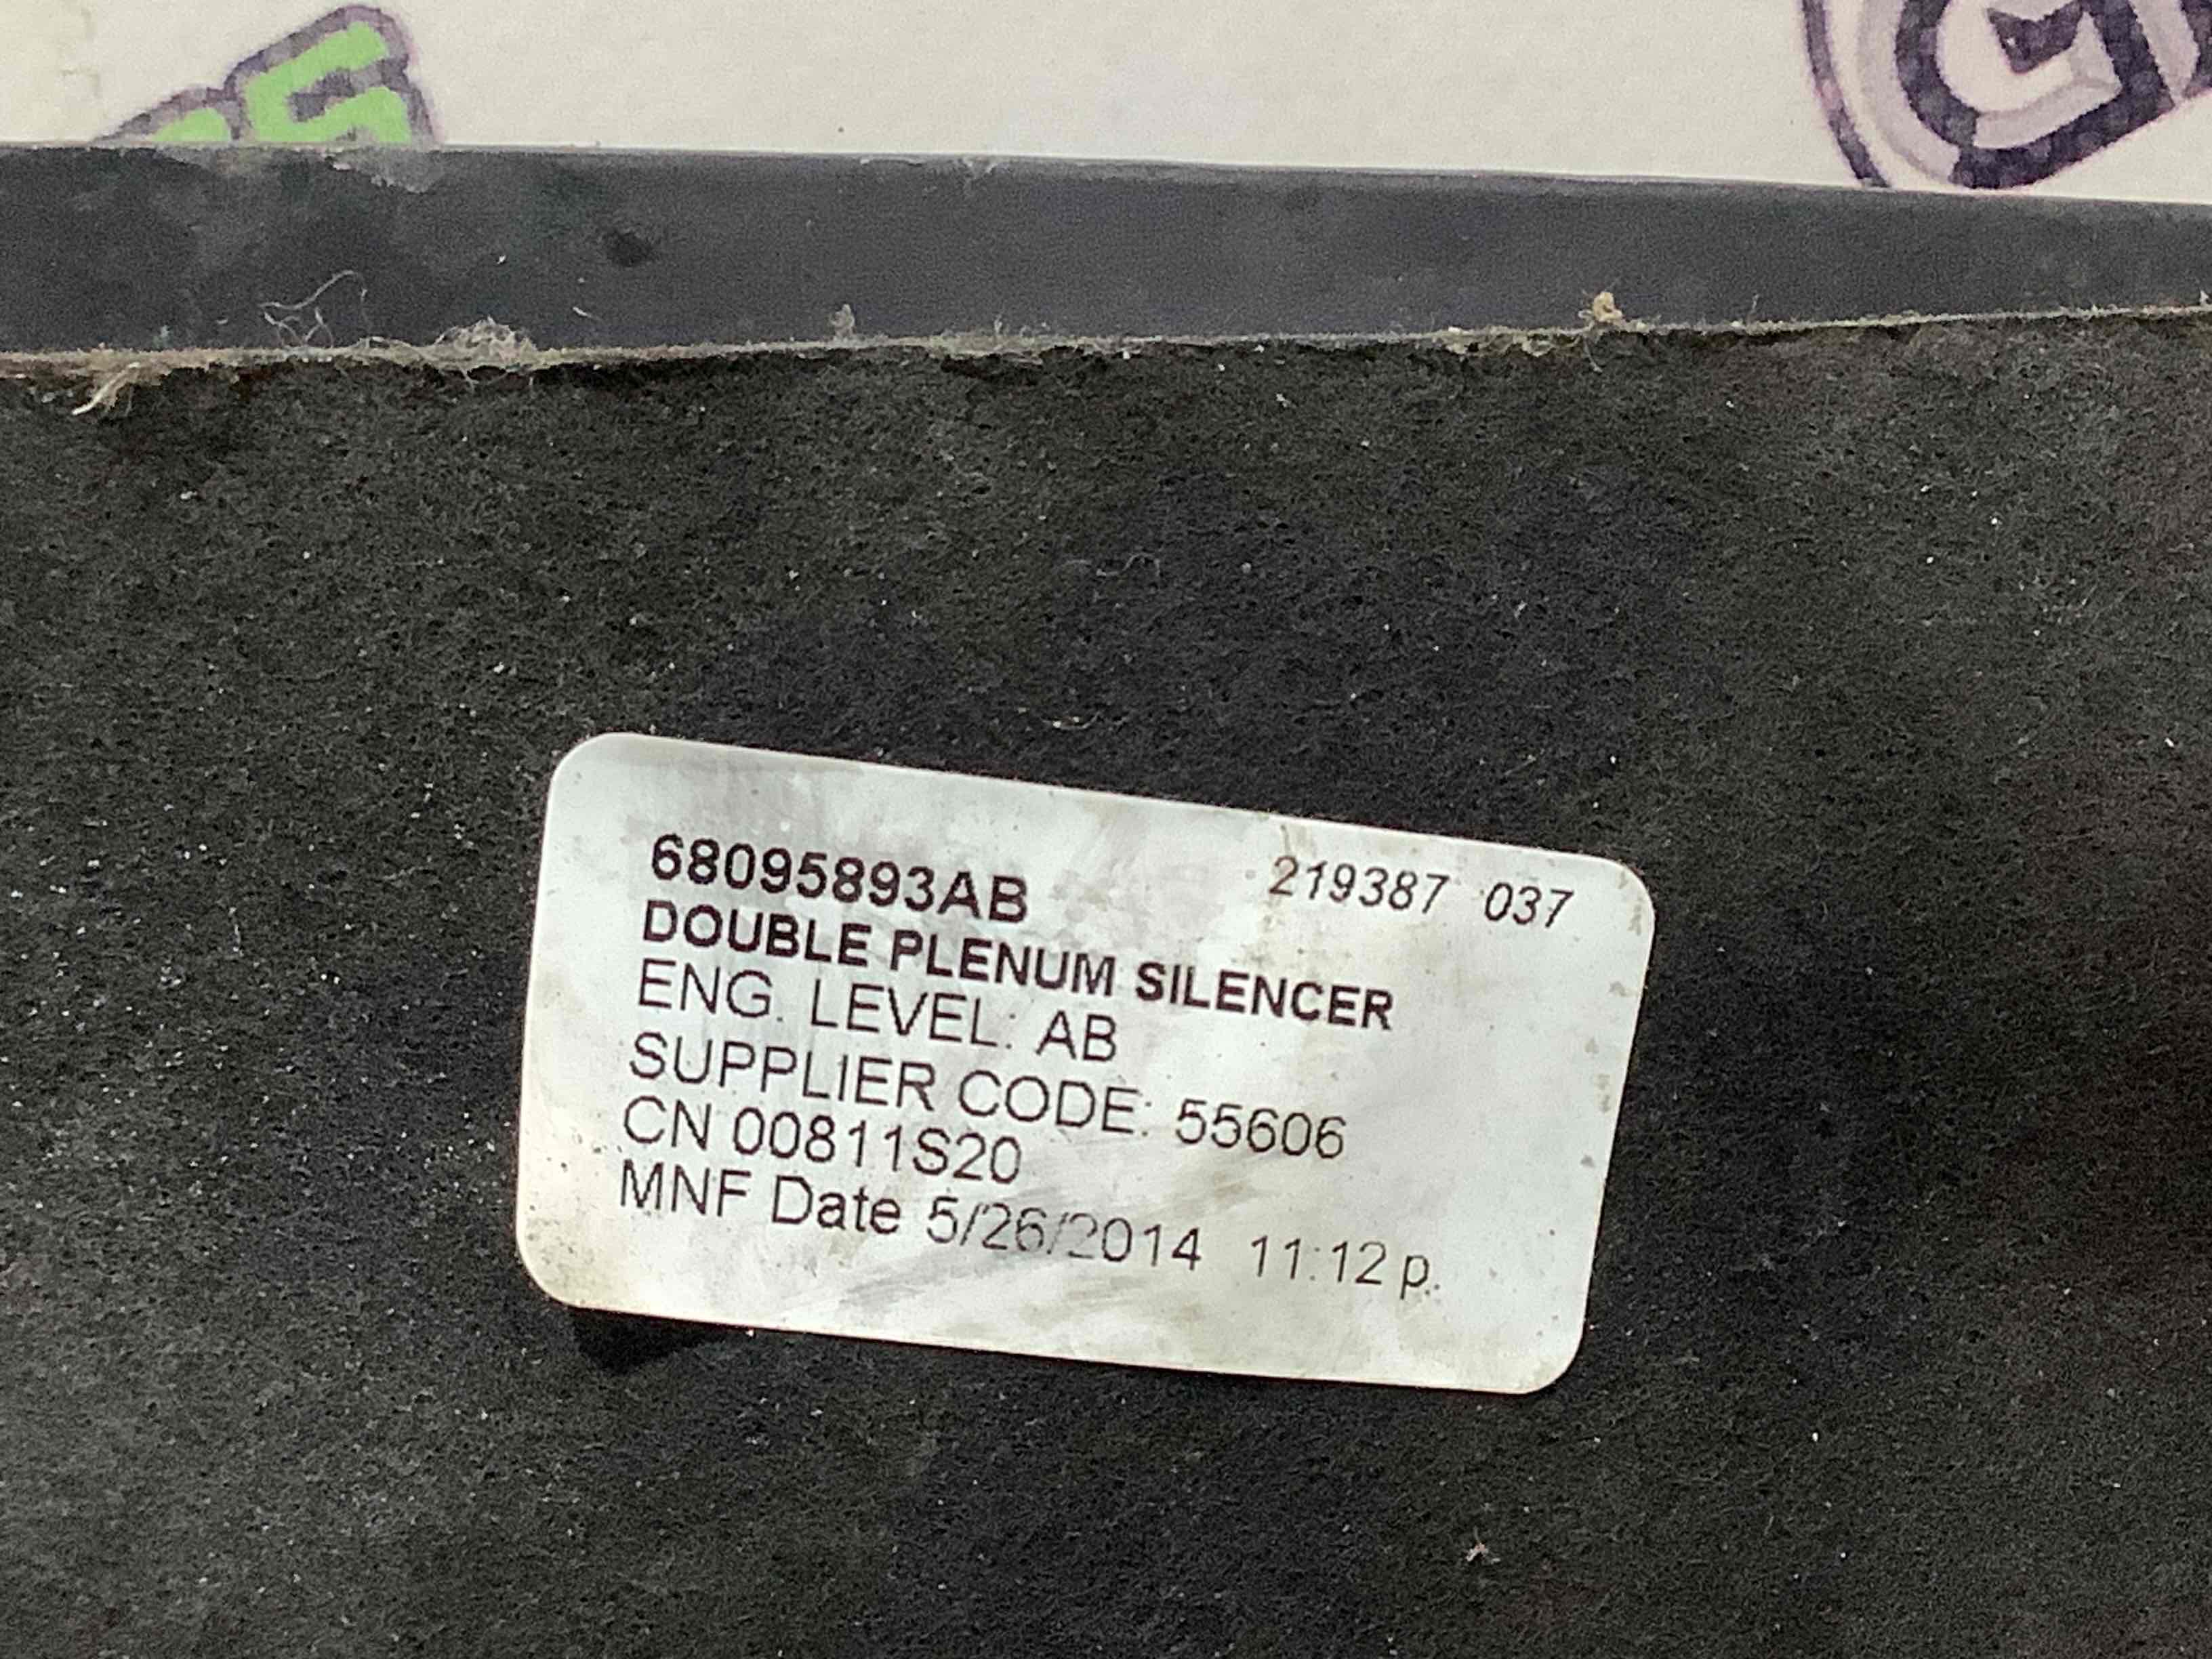 68095893AB 219387 037
DOUBLE PLENUM SILENCER
ENG. LEVEL: AB
SUPPLIER CODE: 55606
CN 00811S20
MNF Date 5/26/2014 11:12 p.